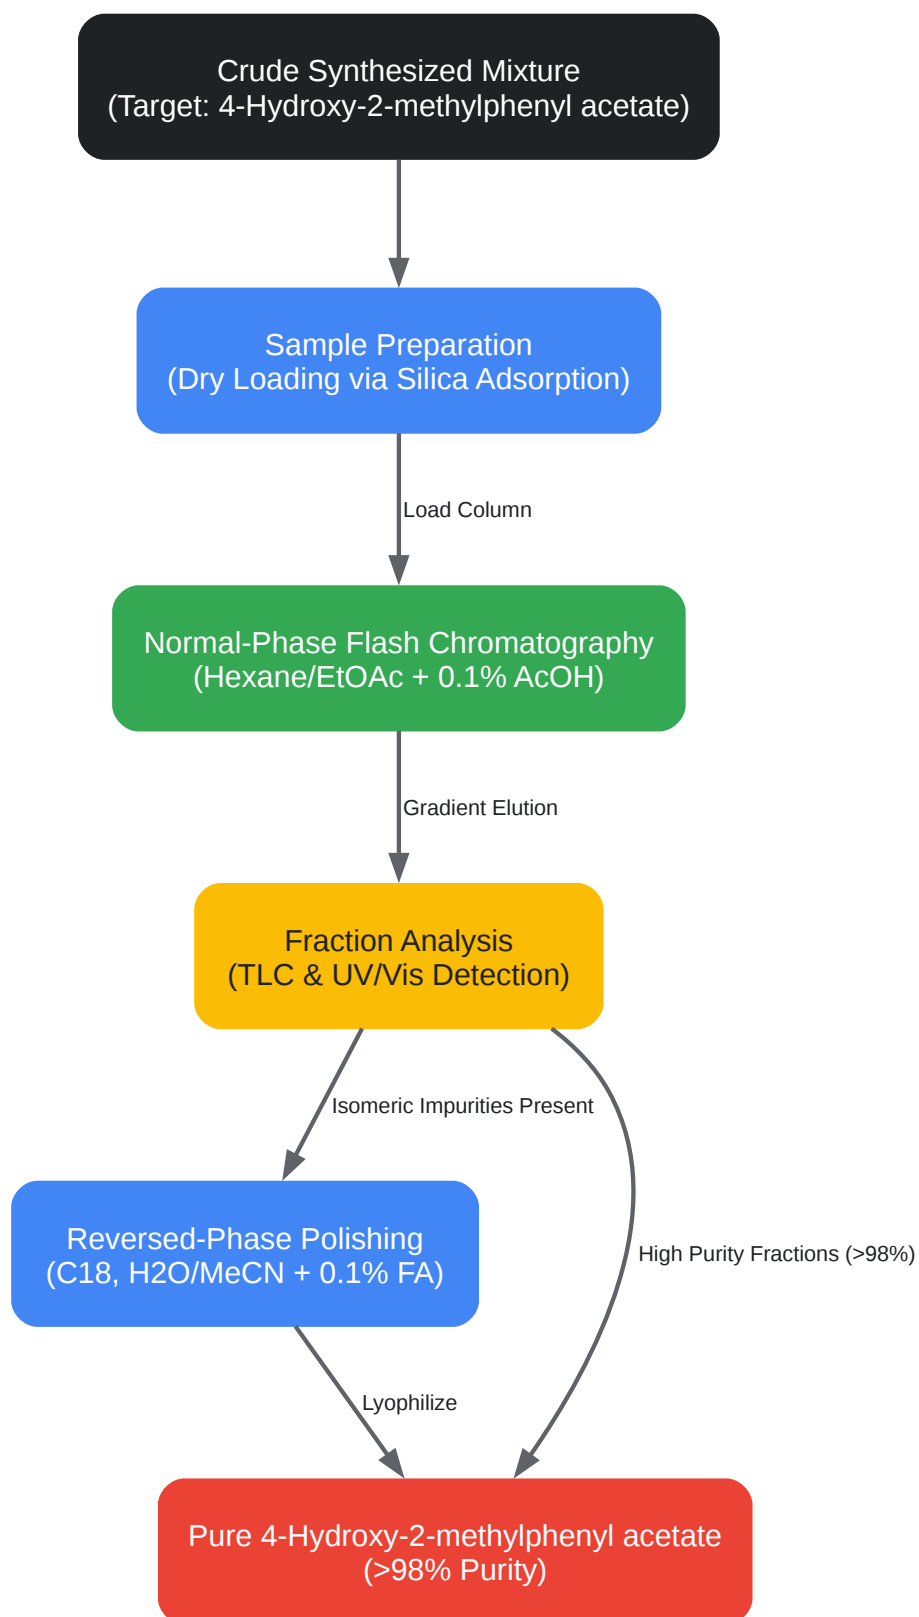 Crude Synthesized Mixture
(Target: 4-Hydroxy-2-methylphenyl acetate)
Sample Preparation
(Dry Loading via Silica Adsorption)
Load Column
Normal-Phase Flash Chromatography
(Hexane/EtOAc + 0.1% AcOH)
Gradient Elution
Fraction Analysis
(TLC & UV/Vis Detection)
Isomeric Impurities Present
Reversed-Phase Polishing
(C18, H2O/MeCN + 0.1% FA)
High Purity Fractions (>98%)
Lyophilize
Pure 4-Hydroxy-2-methylphenyl acetate
(>98% Purity)